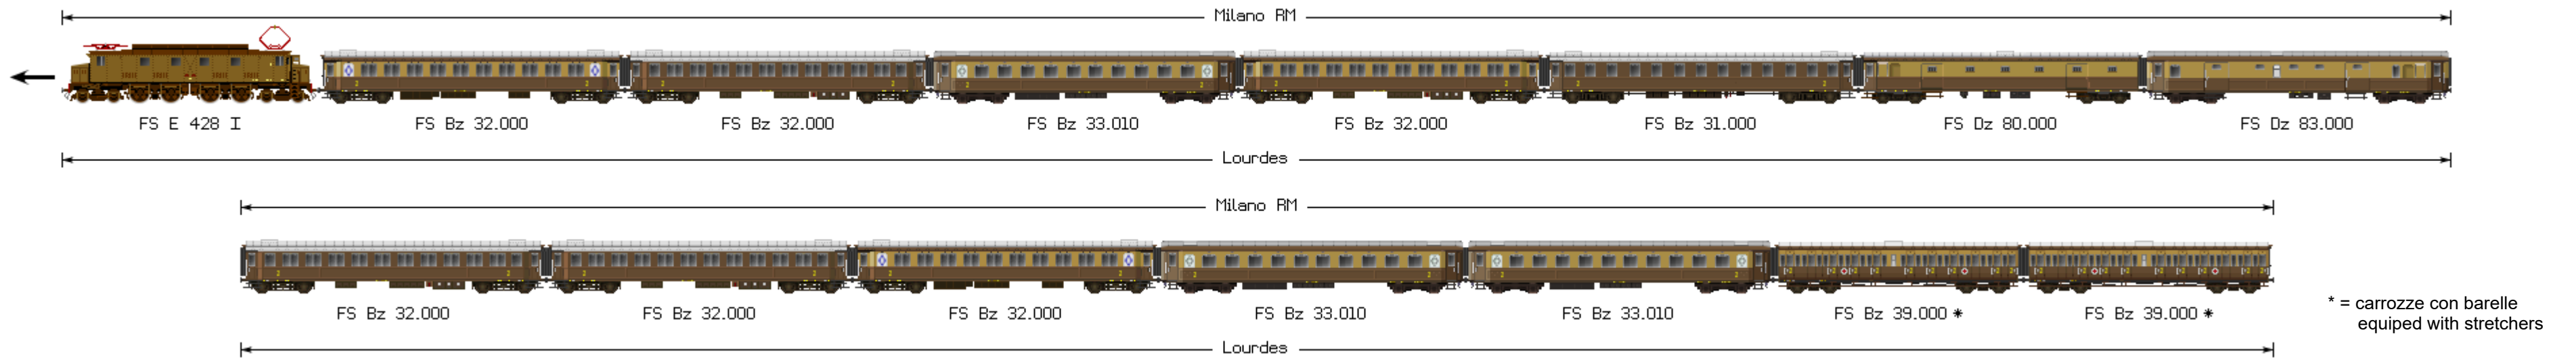 Milano RM
FS E 428 I FS Bz 32.000 FS Bz 32.000 FS Bz 33.010 FS Bz 32.000 FS Bz 31.000 FS Dz 80.000 FS Dz 83.000
Lourdes
Milano RM
FS Bz 32.000 FS Bz 32.000 FS Bz 32.000 FS Bz 33.010 FS Bz 33.010 FS Bz 39.000 * FS Bz 39.000 *
* = carrozze con barelle
equiped with stretchers
Lourdes